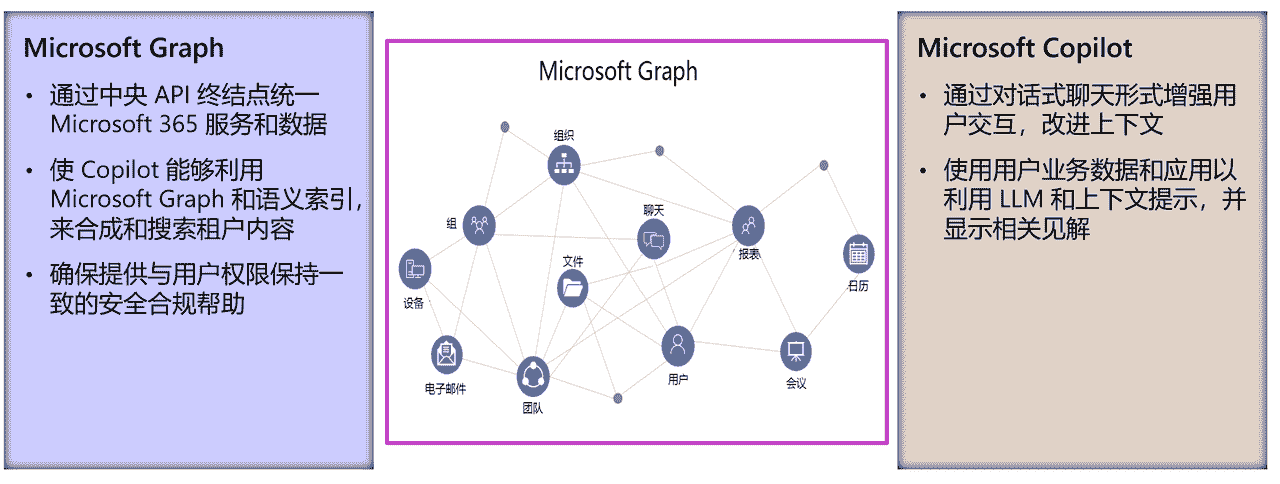 Microsoft Graph
• 通过中央 API 终结点统一
Microsoft 365 服务和数据
• 使 Copilot 能够利用
Microsoft Graph 和语义索引，
来合成和搜索租户内容
• 确保提供与用户权限保持一
致的安全合规帮助
Microsoft Graph
组织
组
聊天
报表
文件
日历
设备
电子邮件
团队
用户
会议
Microsoft Copilot
• 通过对话式聊天形式增强用
户交互，改进上下文
• 使用用户业务数据和应用以
利用 LLM 和上下文提示，并
显示相关见解